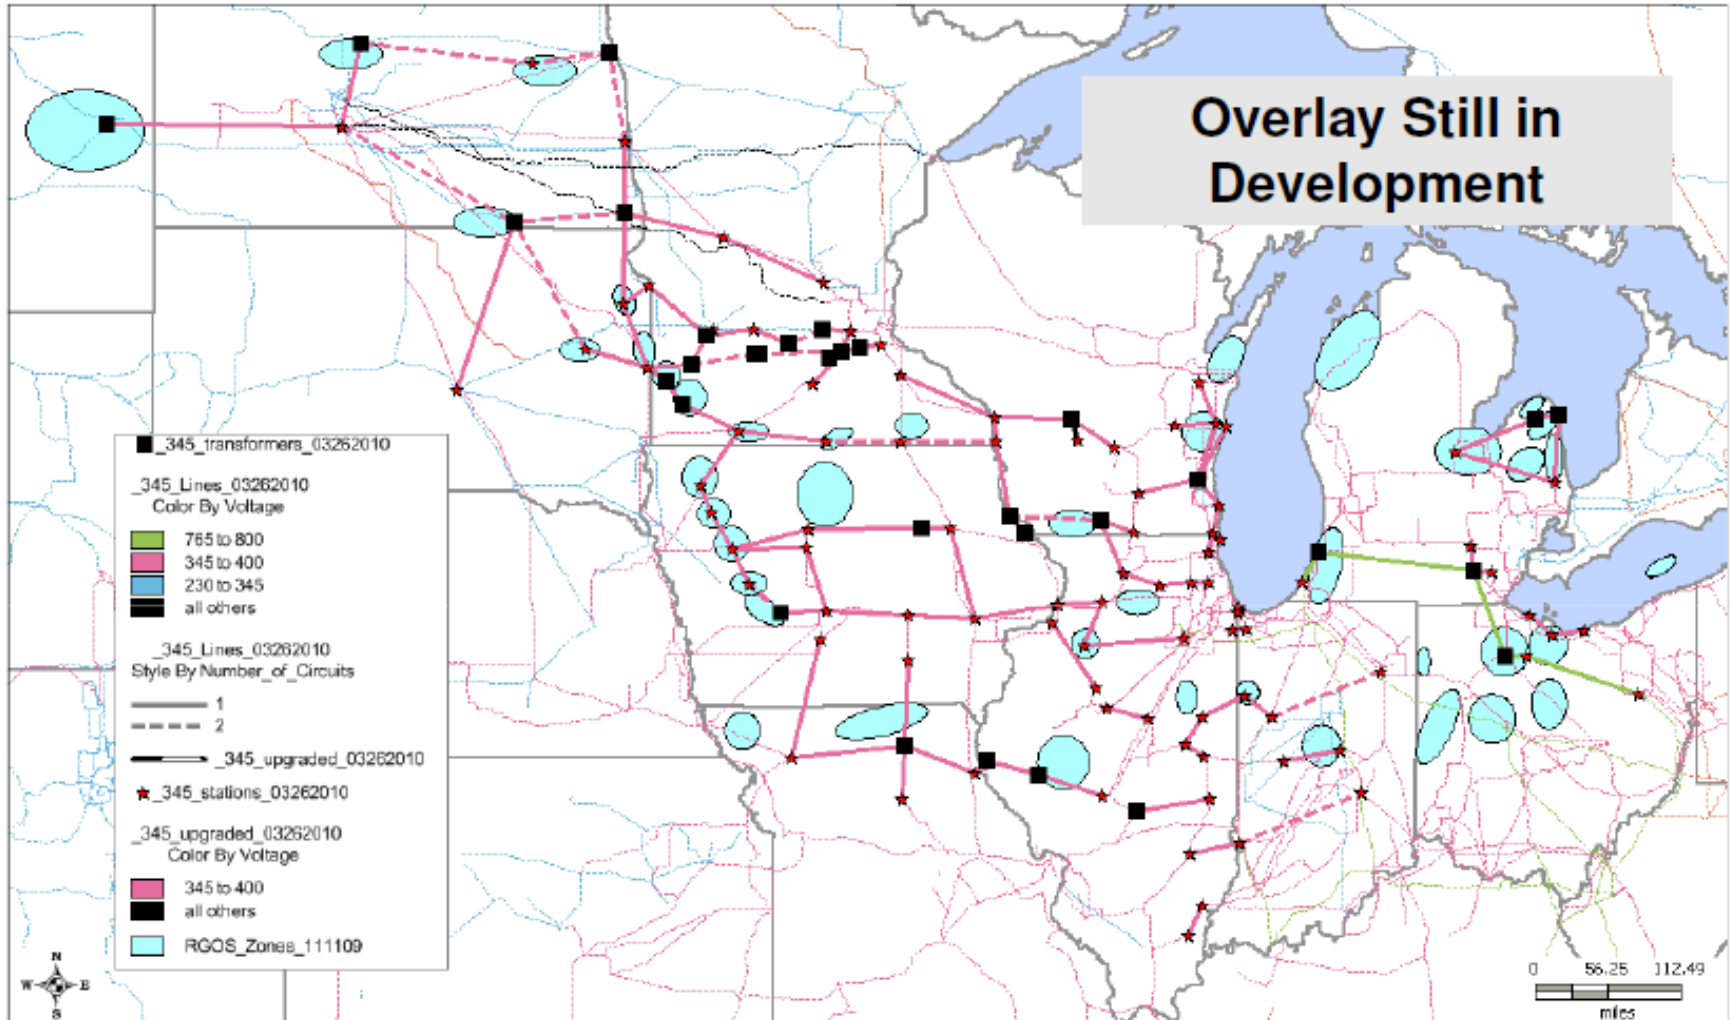 Overlay Still in
Development
_345_transformers_03262010
_345_Lines_03262010
Color By Voltage
765 to 800
345 to 400
230 to 345
all others
_345_Lines_03262010
Style By Number_of_Circuits
1
2
_345_upgraded_03262010
_345_stations_03262010
_345_upgraded_03262010
Color By Voltage
345 to 400
all others
RGOS_Zones_111109
N
W E
S
0 56.25 112.49
miles